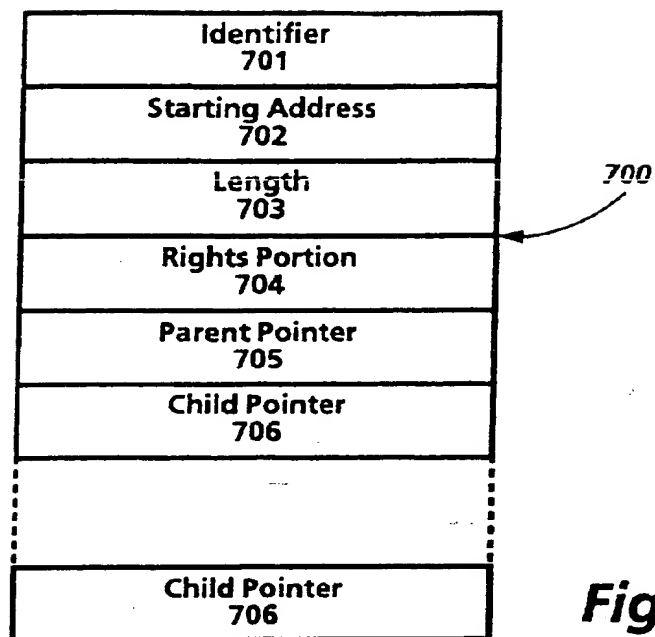 Identifier
701
Starting Address
702
Length
703
700
Rights Portion
704
Parent Pointer
705
Child Pointer
706
Child Pointer
706
Fig